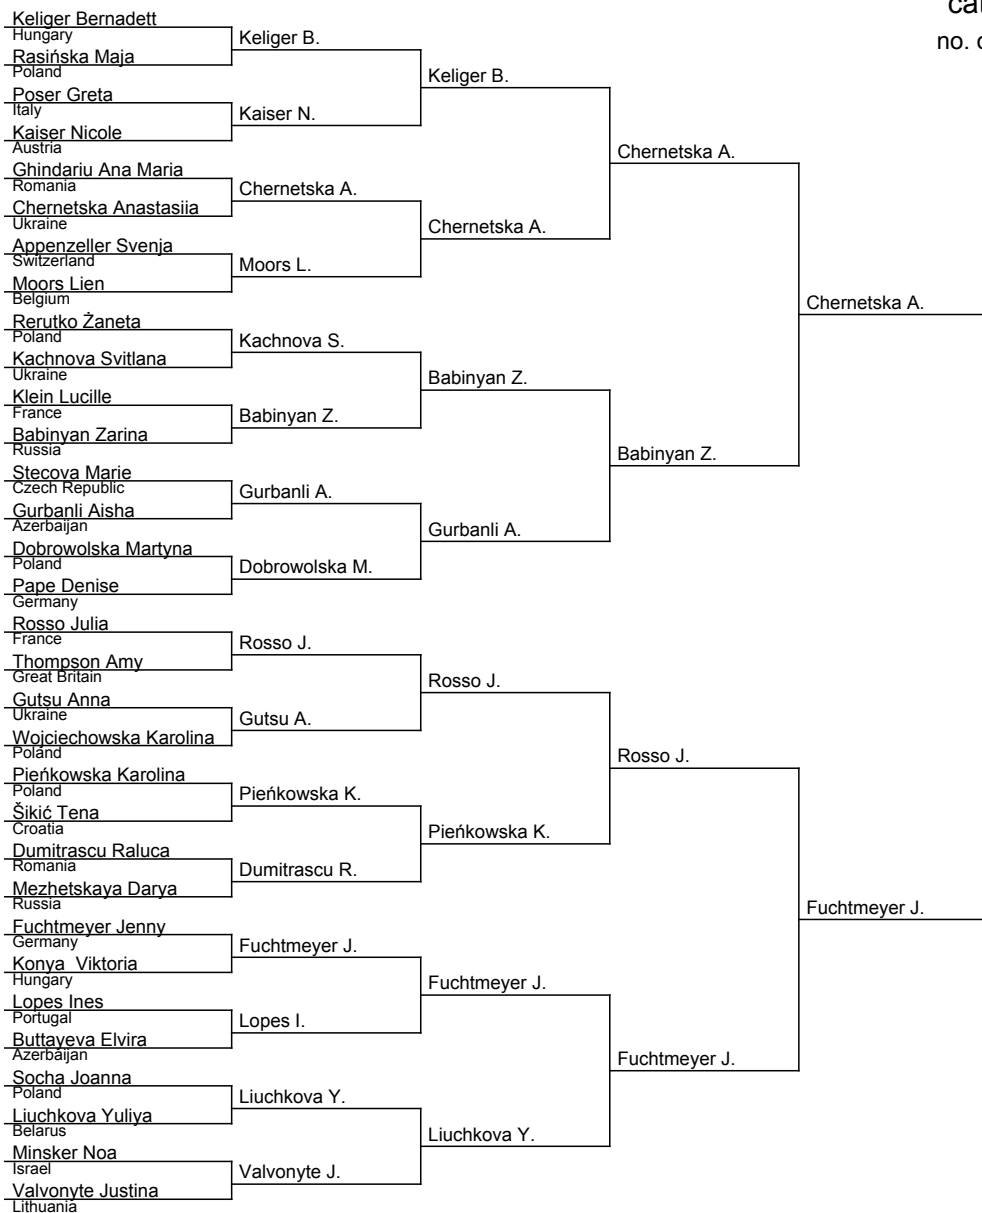 Keliger Bernadett
Hungary
Rasińska Maja
Poland
Poser Greta
Italy
Kaiser Nicole
Austria
Ghindariu Ana Maria
Romania
Chernetska Anastasiia
Ukraine
Appenzeller Svenja
Switzerland
Moors Lien
Belgium
Rerutko Żaneta
Poland
Kachnova Svitlana
Ukraine
Klein Lucille
France
Babinyan Zarina
Russia
Stecova Marie
Czech Republic
Gurbanli Aisha
Azerbaijan
Dobrowolska Martyna
Poland
Pape Denise
Germany
Rosso Julia
France
Thompson Amy
Great Britain
Gutsu Anna
Ukraine
Wojciechowska Karolina
Poland
Pieńkowska Karolina
Poland
Šikić Tena
Croatia
Dumitrascu Raluca
Romania
Mezhetskaya Darya
Russia
Fuchtmeyer Jenny
Germany
Konya Viktoria
Hungary
Lopes Ines
Portugal
Buttayeva Elvira
Azerbaijan
Socha Joanna
Poland
Liuchkova Yuliya
Belarus
Minsker Noa
Israel
Valvonyte Justina
Lithuania
Keliger B.
Kaiser N.
Chernetska A.
Moors L.
Kachnova S.
Babinyan Z.
Gurbanli A.
Dobrowolska M.
Rosso J.
Gutsu A.
Pieńkowska K.
Dumitrascu R.
Fuchtmeyer J.
Lopes I.
Liuchkova Y.
Valvonyte J.
Keliger B.
Chernetska A.
Babinyan Z.
Gurbanli A.
Rosso J.
Pieńkowska K.
Fuchtmeyer J.
Liuchkova Y.
Chernetska A.
Babinyan Z.
Rosso J.
Fuchtmeyer J.
Chernetska A.
Fuchtmeyer J.
no.